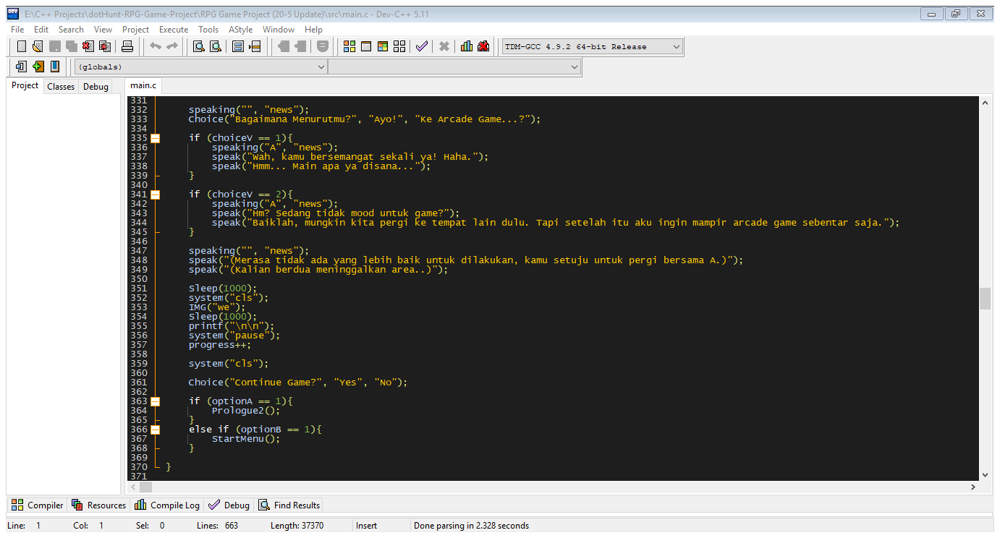 E:\C++ Projects\dotHunt-RPG-Game-Project\RPG Game Project (20-5 Update)\src\main.c - Dev-C++ 5.11
File Edit Search View Project Execute Tools AStyle Window Help
TDM-GCC 4.9.2 64-bit Release
(globals)
Project Classes Debug main.c
331
332 speaking("", "news");
333 Choice("Bagaimana Menurutmu?", "Ayo!", "Ke Arcade Game...?");
334
335 if (choiceV == 1){
336 speaking("A", "news");
337 speak("Wah, kamu bersemangat sekali ya! Haha.");
338 speak("Hmm... Main apa ya disana...");
339 }
340
341 if (choiceV == 2){
342 speaking("A", "news");
343 speak("Hm? Sedang tidak mood untuk game?");
344 speak("Baiklah, mungkin kita pergi ke tempat lain dulu. Tapi setelah itu aku ingin mampir arcade game sebentar saja.");
345 }
346
347 speaking("", "news");
348 speak("(Merasa tidak ada yang lebih baik untuk dilakukan, kamu setuju untuk pergi bersama A.)");
349 speak("(Kalian berdua meninggalkan area..)");
350
351 Sleep(1000);
352 system("cls");
353 IMG("we");
354 Sleep(1000);
355 printf("\n\n");
356 system("pause");
357 progress++;
358
359 system("cls");
360
361 Choice("Continue Game?", "Yes", "No");
362
363 if (optionA == 1){
364 Prologue2();
365 }
366 else if (optionB == 1){
367 StartMenu();
368 }
369
370 }
371
Compiler Resources Compile Log Debug Find Results
Line: 1 Col: 1 Sel: 0 Lines: 663 Length: 37370 Insert Done parsing in 2.328 seconds